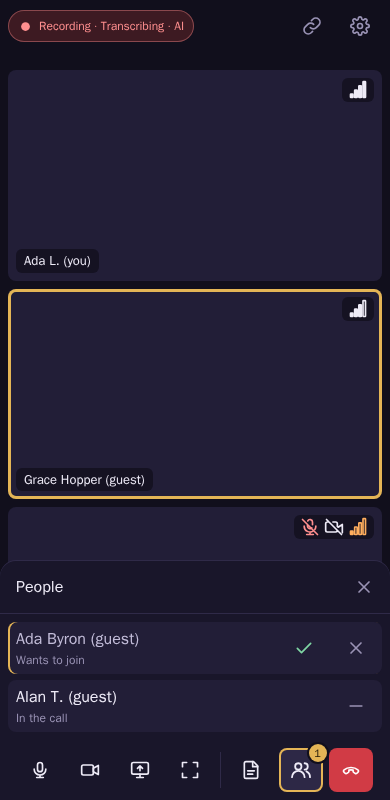 Recording · Transcribing · AI
Ada L. (you)
Grace Hopper (guest)
People
Ada Byron (guest)
Wants to join
Alan T. (guest)
In the call
1